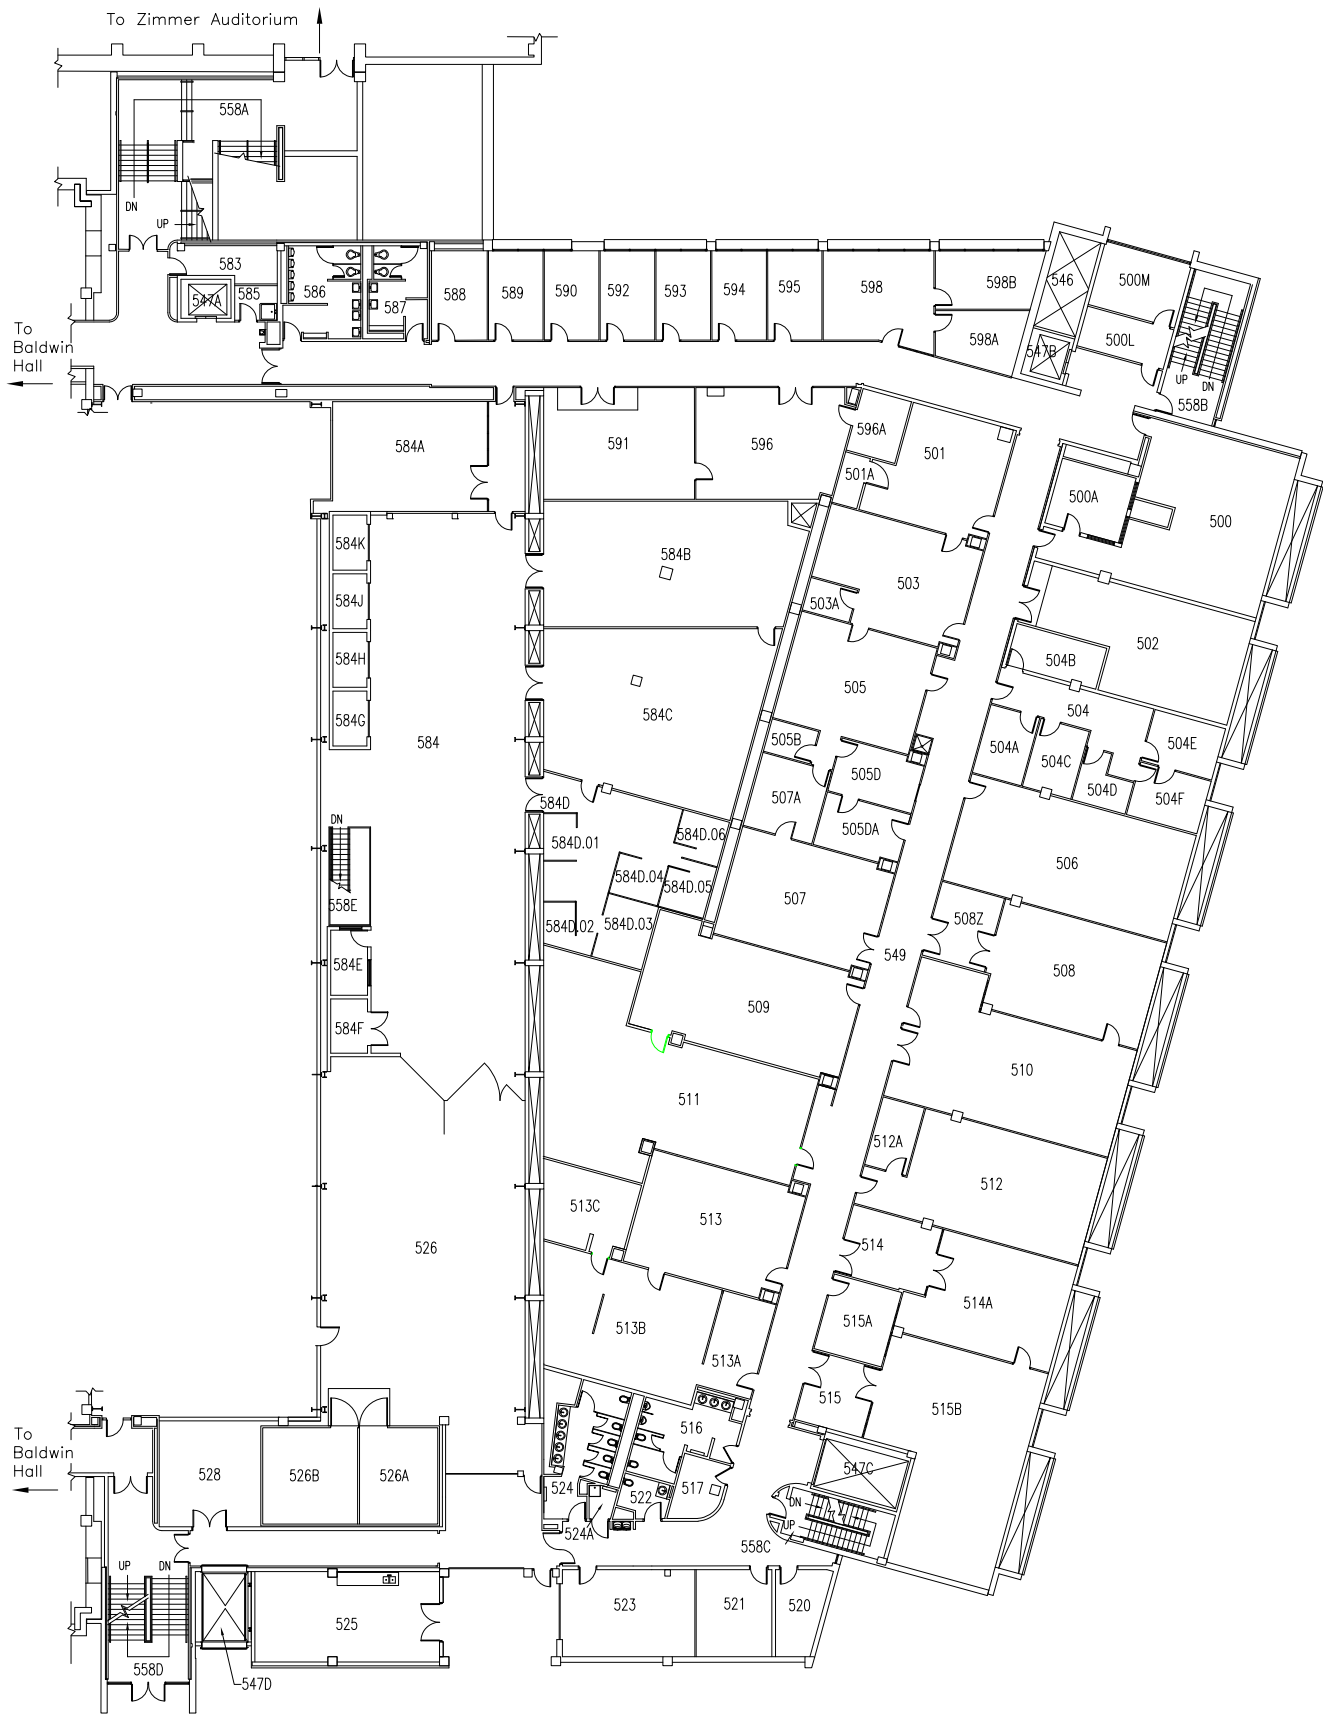 To Zimmer Auditorium
558A
DN
UP
583
547A
585
586
587
588
589
590
592
593
594
595
598
598B
598A
546
547B
500M
500L
UP
DN
558B
To
Baldwin
Hall
584A
591
596
596A
501A
501
500A
500
584K
584J
584H
584G
584
584B
584C
503
503A
505
505B
505D
505DA
507A
507
502
504B
504
504A
504C
504D
504E
504F
506
508Z
508
549
DN
558E
584E
584F
584D
584D.01
584D.02
584D.03
584D.04
584D.05
584D.06
509
511
510
512A
512
513C
513
513B
513A
514
514A
515A
515
515B
526
To
Baldwin
Hall
528
526B
526A
524
524A
522
516
517
547C
DN
UP
558C
UP
DN
558D
547D
525
523
521
520